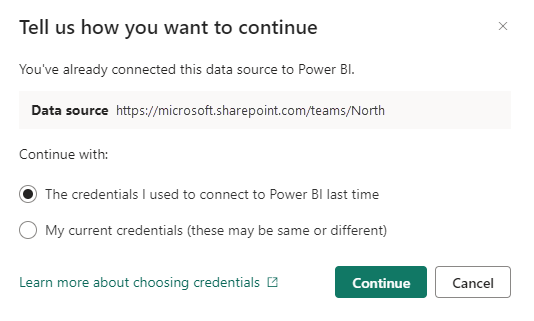 Tell us how you want to continue
You've already connected this data source to Power BI.
Data source https://microsoft.sharepoint.com/teams/North
Continue with:
The credentials I used to connect to Power BI last time
My current credentials (these may be same or different)
Learn more about choosing credentials
Continue
Cancel